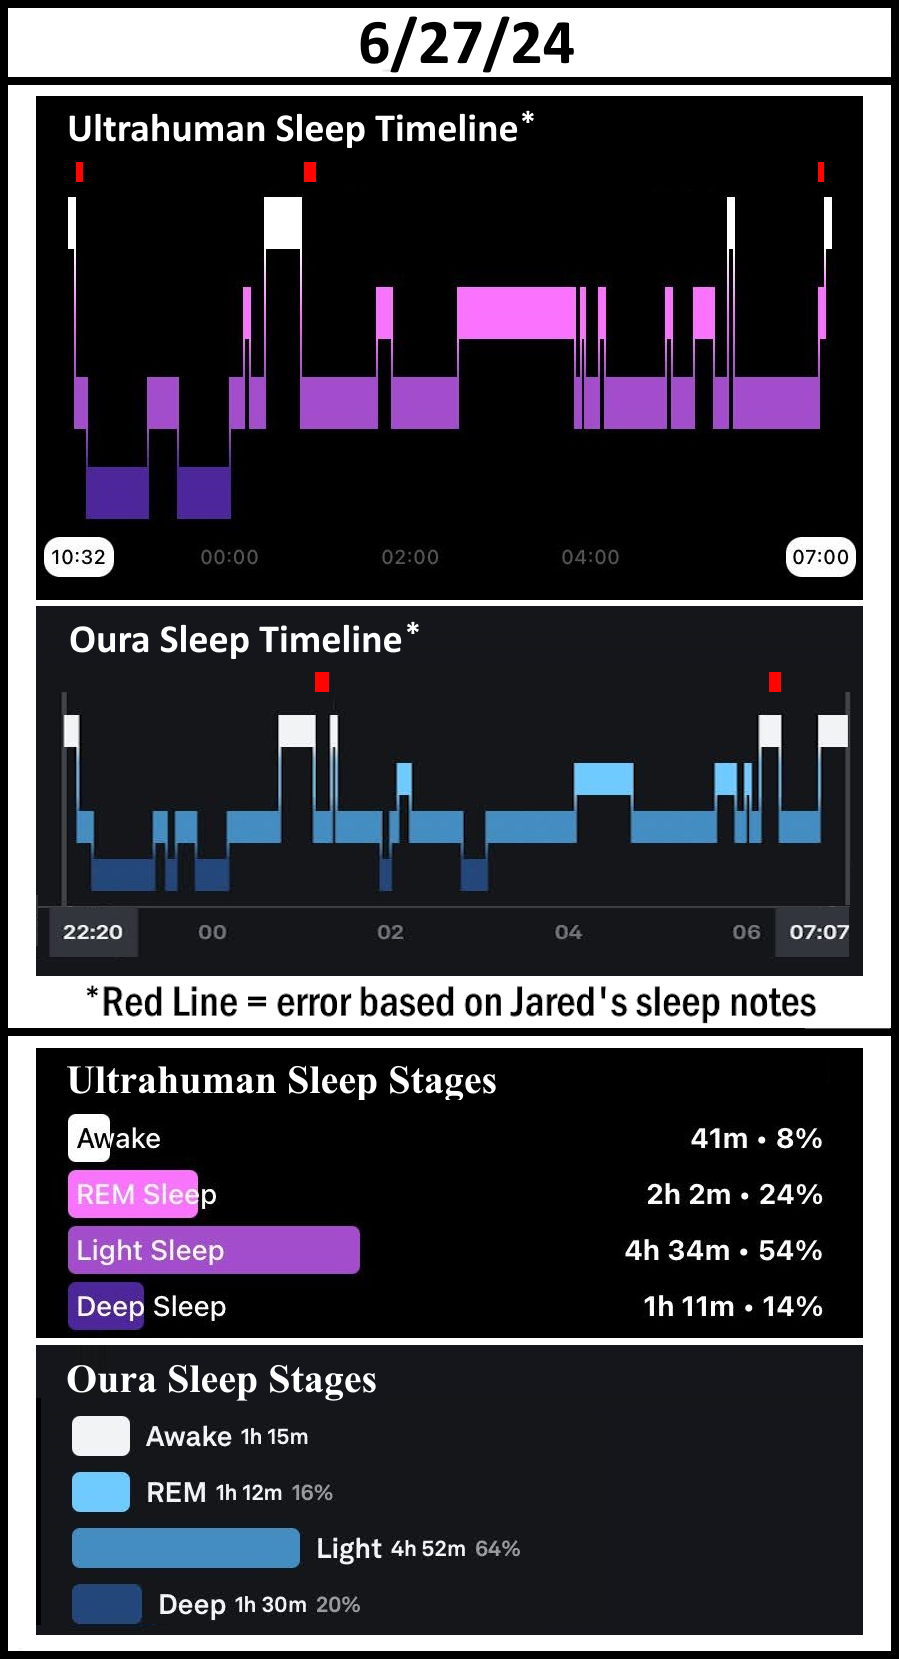 6/27/24
Ultrahuman Sleep Timeline*
10:32 00:00 02:00 04:00 07:00
Oura Sleep Timeline*
22:20 00 02 04 06 07:07
*Red Line = error based on Jared's sleep notes
Ultrahuman Sleep Stages
Awake 41m • 8%
REM Sleep 2h 2m • 24%
Light Sleep 4h 34m • 54%
Deep Sleep 1h 11m • 14%
Oura Sleep Stages
Awake 1h 15m
REM 1h 12m 16%
Light 4h 52m 64%
Deep 1h 30m 20%